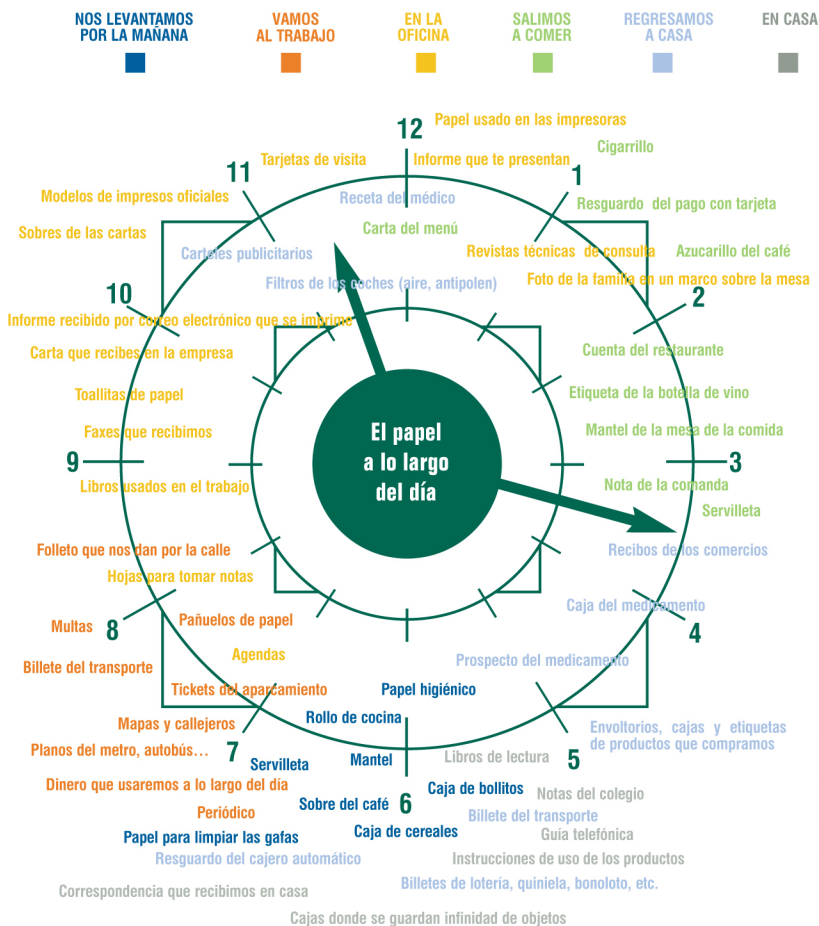 NOS LEVANTAMOS
POR LA MAÑANA
VAMOS
AL TRABAJO
EN LA
OFICINA
SALIMOS
A COMER
REGRESAMOS
A CASA
EN CASA
12
Papel usado en las impresoras
Cigarrillo
Tarjetas de visita
Informe que te presentan
11
1
Modelos de impresos oficiales
Receta del médico
Resguardo del pago con tarjeta
Sobres de las cartas
Carta del menú
Carteles publicitarios
Revistas técnicas de consulta
Azucarillo del café
Filtros de los coches (aire, antipolen)
Foto de la familia en un marco sobre la mesa
10
2
Informe recibido por correo electrónico que se imprime
Carta que recibes en la empresa
Cuenta del restaurante
Toallitas de papel
Etiqueta de la botella de vino
Faxes que recibimos
Mantel de la mesa de la comida
El papel
a lo largo
del día
9
3
Libros usados en el trabajo
Nota de la comanda
Servilleta
Folleto que nos dan por la calle
Recibos de los comercios
Hojas para tomar notas
Caja del medicamento
Multas
8
Pañuelos de papel
4
Agendas
Billete del transporte
Prospecto del medicamento
Tickets del aparcamiento
Papel higiénico
Rollo de cocina
Mapas y callejeros
Envoltorios, cajas y etiquetas
de productos que compramos
Planos del metro, autobús…
7
Servilleta
Mantel
Libros de lectura
5
Dinero que usaremos a lo largo del día
Caja de bollitos
Notas del colegio
Sobre del café
6
Periódico
Billete del transporte
Papel para limpiar las gafas
Caja de cereales
Guía telefónica
Resguardo del cajero automático
Instrucciones de uso de los productos
Correspondencia que recibimos en casa
Billetes de lotería, quiniela, bonoloto, etc.
Cajas donde se guardan infinidad de objetos